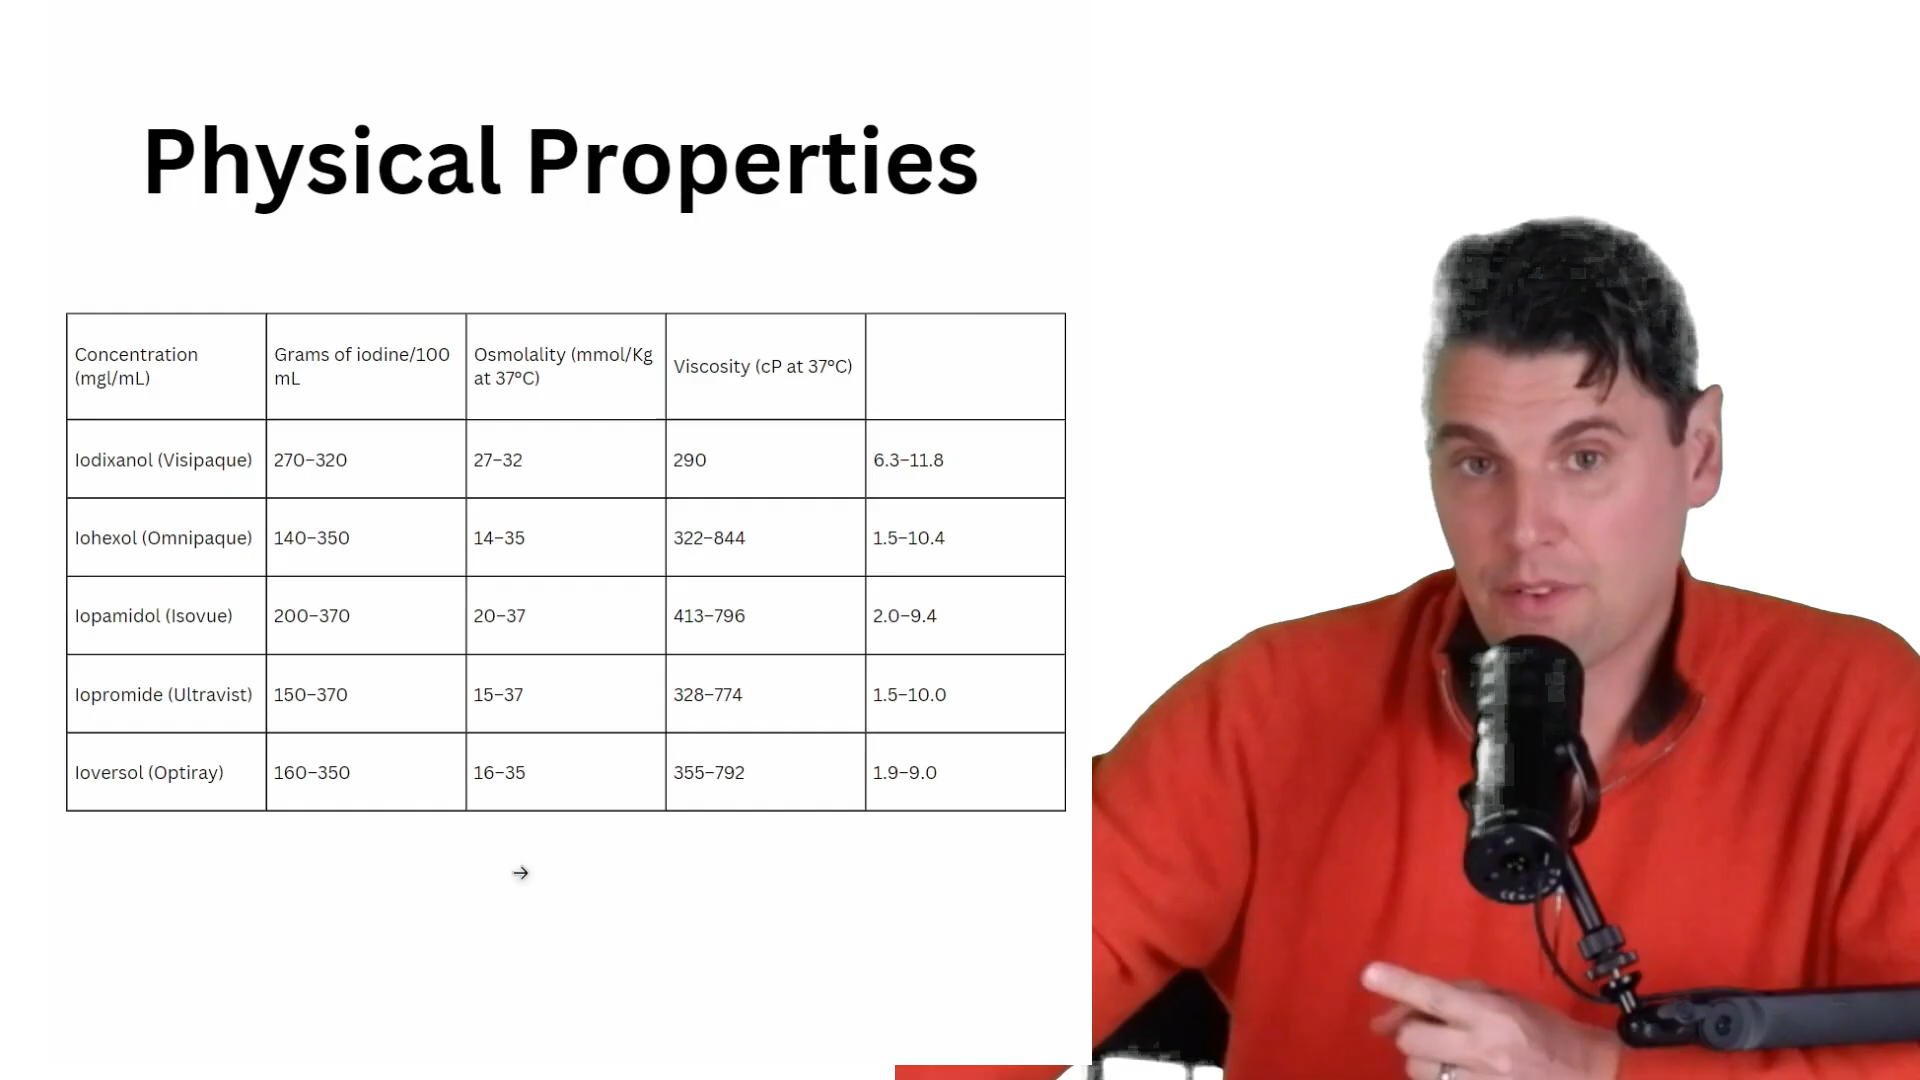 Physical Properties
Concentration
(mgl/mL)
Grams of iodine/100
mL
Osmolality (mmol/Kg
at 37°C)
Viscosity (cP at 37°C)
Iodixanol (Visipaque) 270–320 27–32 290 6.3–11.8
Iohexol (Omnipaque) 140–350 14–35 322–844 1.5–10.4
Iopamidol (Isovue) 200–370 20–37 413–796 2.0–9.4
Iopromide (Ultravist) 150–370 15–37 328–774 1.5–10.0
Ioversol (Optiray) 160–350 16–35 355–792 1.9–9.0
→